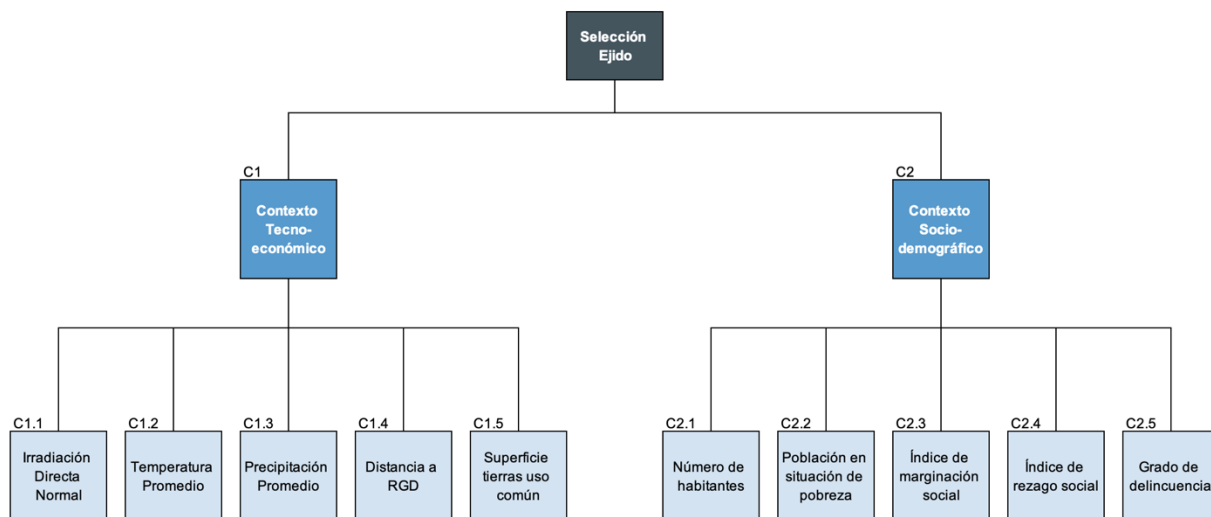 Selección
Ejido
C1
Contexto
Tecno-
económico
C2
Contexto
Socio-
demográfico
C1.1
Irradiación
Directa
Normal
C1.2
Temperatura
Promedio
C1.3
Precipitación
Promedio
C1.4
Distancia a
RGD
C1.5
Superficie
tierras uso
común
C2.1
Número de
habitantes
C2.2
Población en
situación de
pobreza
C2.3
Índice de
marginación
social
C2.4
Índice de
rezago social
C2.5
Grado de
delincuencia